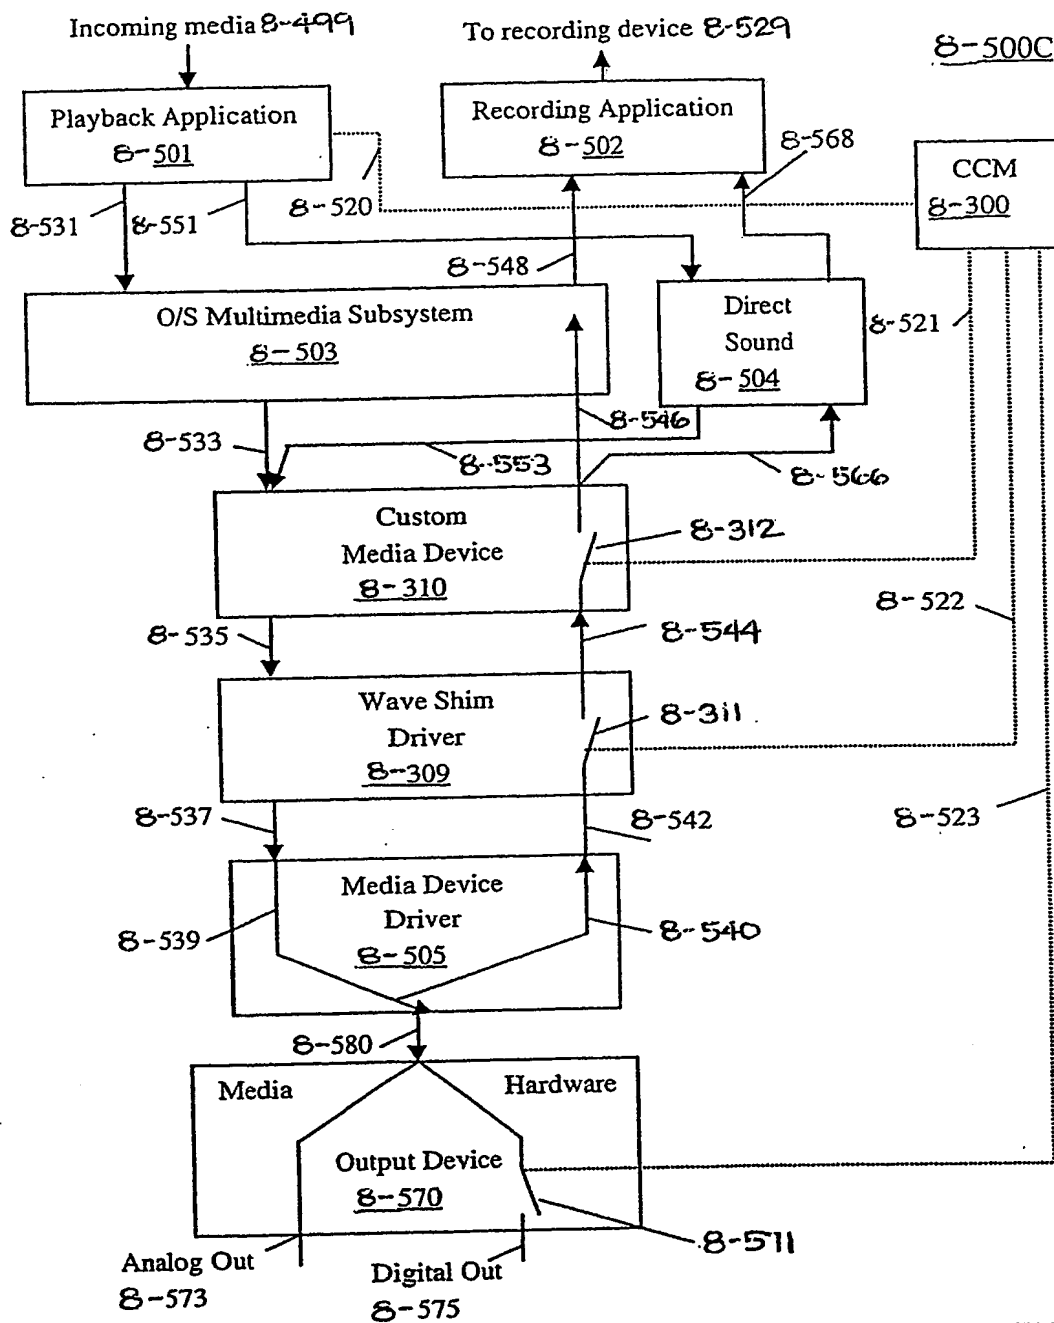 Incoming media 8-499
To recording device 8-529
8-500C
Playback Application
8-501
Recording Application
8-502
8-568
CCM
8-300
8-531
8-551
8-520
8-548
O/S Multimedia Subsystem
8-503
Direct
Sound
8-504
8-521
8-533
8-553
8-546
8-566
Custom
Media Device
8-310
8-312
8-522
8-535
8-544
Wave Shim
Driver
8-309
8-311
8-537
8-542
8-523
Media Device
Driver
8-505
8-539
8-540
8-580
Media
Hardware
Output Device
8-570
8-571
Analog Out
8-573
Digital Out
8-575